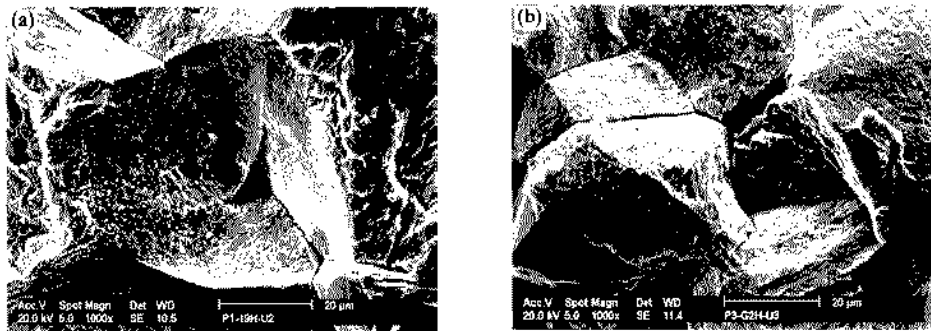 (a)
Acc.V Spot Magn Det WD
20.0 kV 5.0 1000x SE 10.5 P1-I9H-U2
20 µm
(b)
Acc.V Spot Magn Det WD
20.0 kV 5.0 1000x SE 11.4 P3-G2H-U3
20 µm